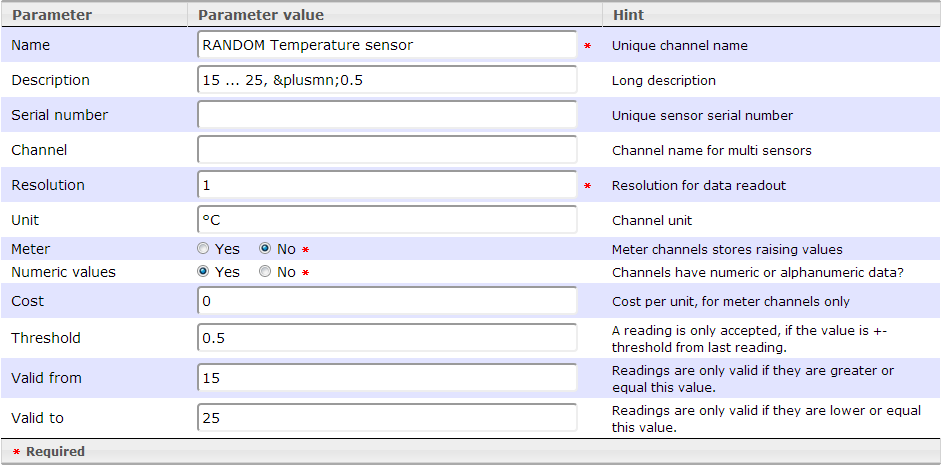 Parameter Parameter value Hint
Name RANDOM Temperature sensor * Unique channel name
Description 15 ... 25, &plusmn;0.5 Long description
Serial number Unique sensor serial number
Channel Channel name for multi sensors
Resolution 1 * Resolution for data readout
Unit °C Channel unit
Meter Yes No * Meter channels stores raising values
Numeric values Yes No * Channels have numeric or alphanumeric data?
Cost 0 Cost per unit, for meter channels only
Threshold 0.5 A reading is only accepted, if the value is +-
threshold from last reading.
Valid from 15 Readings are only valid if they are greater or
equal this value.
Valid to 25 Readings are only valid if they are lower or equal
this value.
* Required